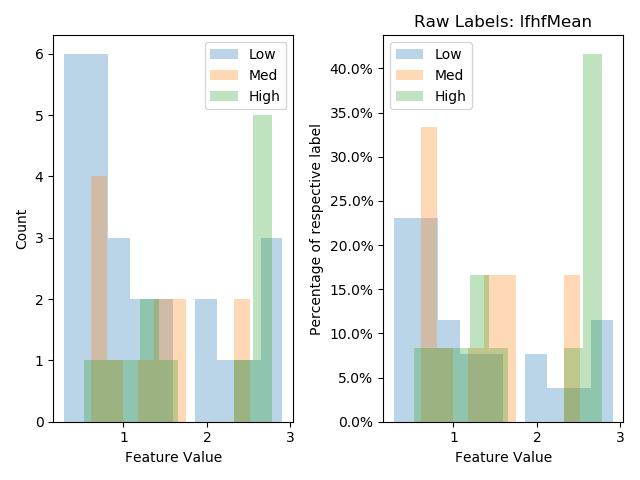 Raw Labels: lfhfMean
Count
6
5
4
3
2
1
0
Low
Med
High
1
2
3
Feature Value
Percentage of respective label
40.0%
35.0%
30.0%
25.0%
20.0%
15.0%
10.0%
5.0%
0.0%
Low
Med
High
1
2
3
Feature Value